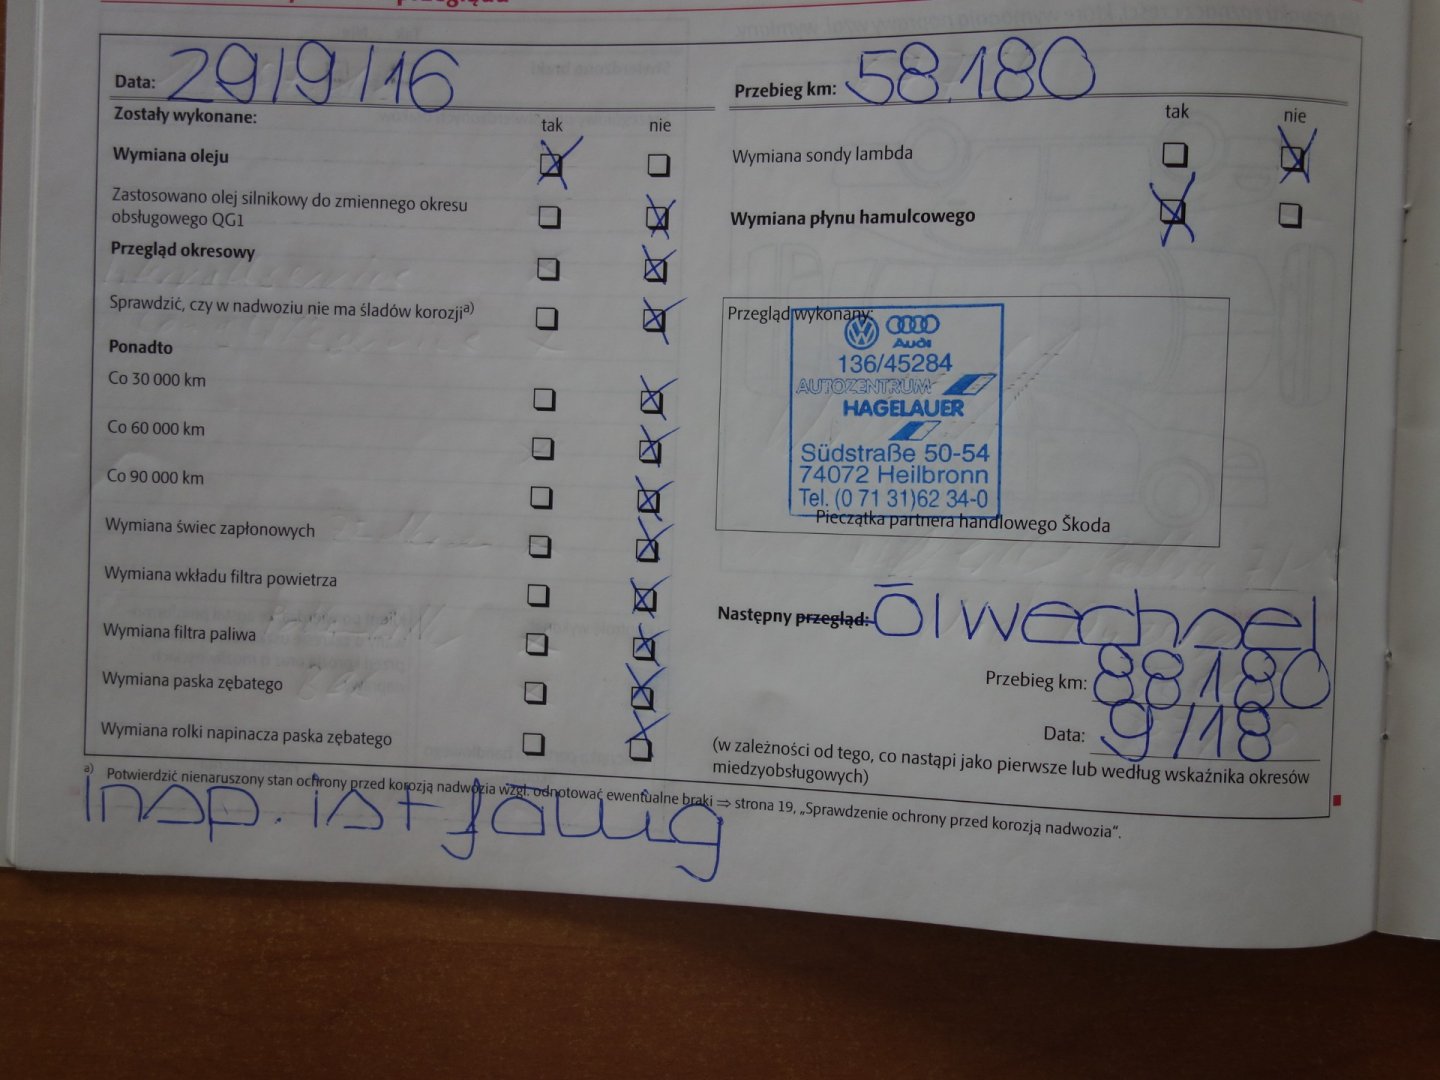 Data: 29/9/16
Przebieg km: 58.180
Zostały wykonane:
tak nie
Wymiana oleju
Zastosowano olej silnikowy do zmiennego okresu
obsługowego QG1
Przegląd okresowy
Sprawdzić, czy w nadwoziu nie ma śladów korozji a)
Ponadto
Co 30 000 km
Co 60 000 km
Co 90 000 km
Wymiana świec zapłonowych
Wymiana wkładu filtra powietrza
Wymiana filtra paliwa
Wymiana paska zębatego
Wymiana rolki napinacza paska zębatego
tak nie
Wymiana sondy lambda
Wymiana płynu hamulcowego
Przegląd wykonany:
Audi
136/45284
AUTOZENTRUM
HAGELAUER
Südstraße 50-54
74072 Heilbronn
Tel. (0 71 31)62 34-0
Pieczątka partnera handlowego Škoda
Następny przegląd: Ölwechsel
Przebieg km: 88180
Data: 9/18
(w zależności od tego, co nastąpi jako pierwsze lub według wskaźnika okresów
miedzyobsługowych)
a) Potwierdzić nienaruszony stan ochrony przed korozją nadwozia wzgl. odnotować ewentualne braki ⇒ strona 19, „Sprawdzenie ochrony przed korozją nadwozia“.
Insp. ist fällig